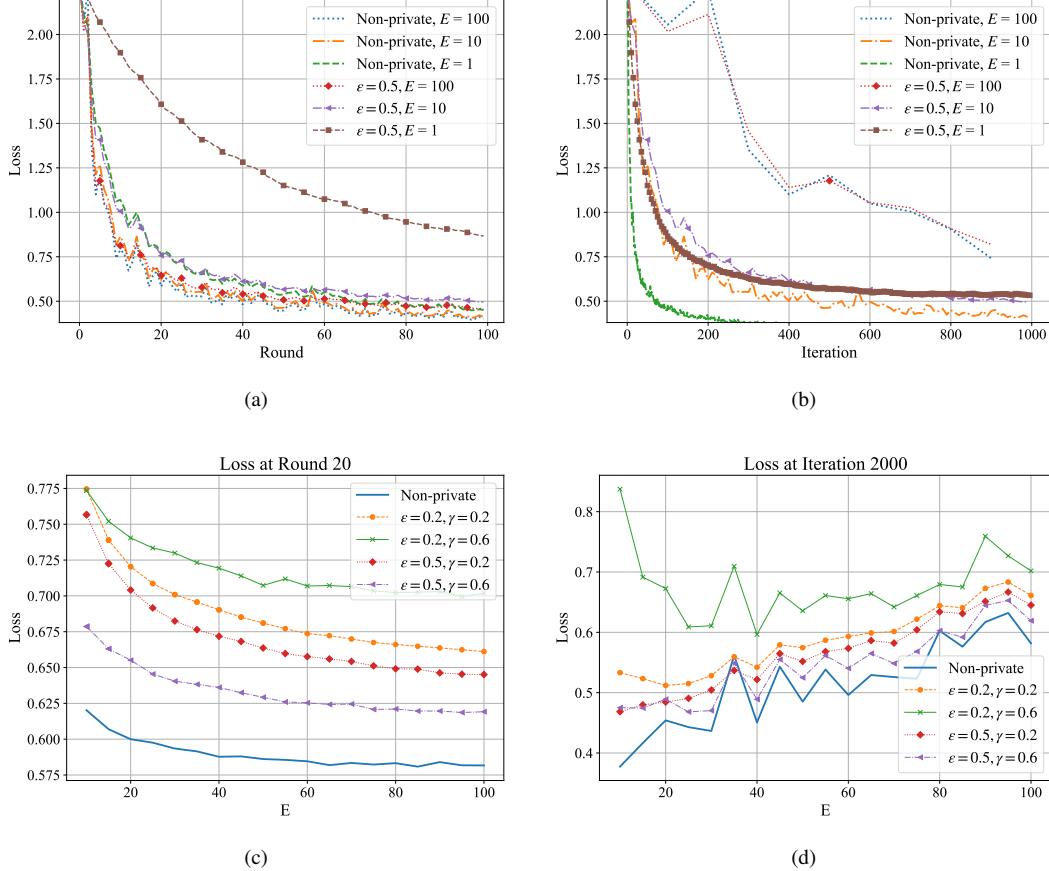 Non-private, E = 100
Non-private, E = 10
Non-private, E = 1
ε = 0.5, E = 100
ε = 0.5, E = 10
ε = 0.5, E = 1
2.00
1.75
1.50
1.25
1.00
0.75
0.50
Loss
0 20 40 60 80 100
Round
(a)
Non-private, E = 100
Non-private, E = 10
Non-private, E = 1
ε = 0.5, E = 100
ε = 0.5, E = 10
ε = 0.5, E = 1
2.00
1.75
1.50
1.25
1.00
0.75
0.50
Loss
0 200 400 600 800 1000
Iteration
(b)
Loss at Round 20
Non-private
ε = 0.2, γ = 0.2
ε = 0.2, γ = 0.6
ε = 0.5, γ = 0.2
ε = 0.5, γ = 0.6
0.775
0.750
0.725
0.700
0.675
0.650
0.625
0.600
0.575
Loss
20 40 60 80 100
E
(c)
Loss at Iteration 2000
0.8
0.7
0.6
0.5
0.4
Loss
Non-private
ε = 0.2, γ = 0.2
ε = 0.2, γ = 0.6
ε = 0.5, γ = 0.2
ε = 0.5, γ = 0.6
20 40 60 80 100
E
(d)